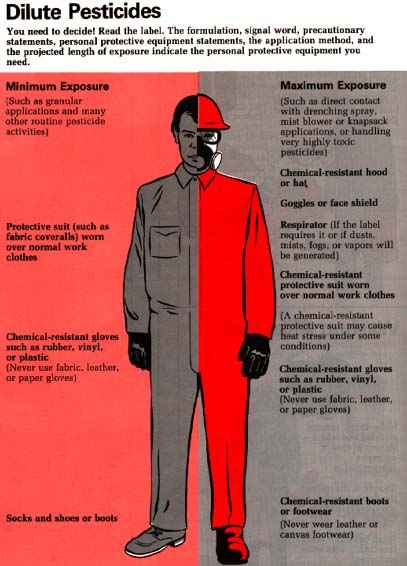 Dilute Pesticides
You need to decide! Read the label. The formulation, signal word, precautionary
statements, personal protective equipment statements, the application method, and
the projected length of exposure indicate the personal protective equipment you
need.
Minimum Exposure
(Such as granular
applications and many
other routine pesticide
activities)
Protective suit (such as
fabric coveralls) worn
over normal work
clothes
Chemical-resistant gloves
such as rubber, vinyl,
or plastic
(Never use fabric, leather,
or paper gloves)
Socks and shoes or boots
Maximum Exposure
(Such as direct contact
with drenching spray,
mist blower or knapsack
applications, or handling
very highly toxic
pesticides)
Chemical-resistant hood
or hat
Goggles or face shield
Respirator (If the label
requires it or if dusts,
mists, fogs, or vapors will
be generated)
Chemical-resistant
protective suit worn
over normal work clothes
(A chemical-resistant
protective suit may cause
heat stress under some
conditions)
Chemical-resistant gloves
such as rubber, vinyl,
or plastic
(Never use fabric, leather,
or paper gloves)
Chemical-resistant boots
or footwear
(Never wear leather or
canvas footwear)